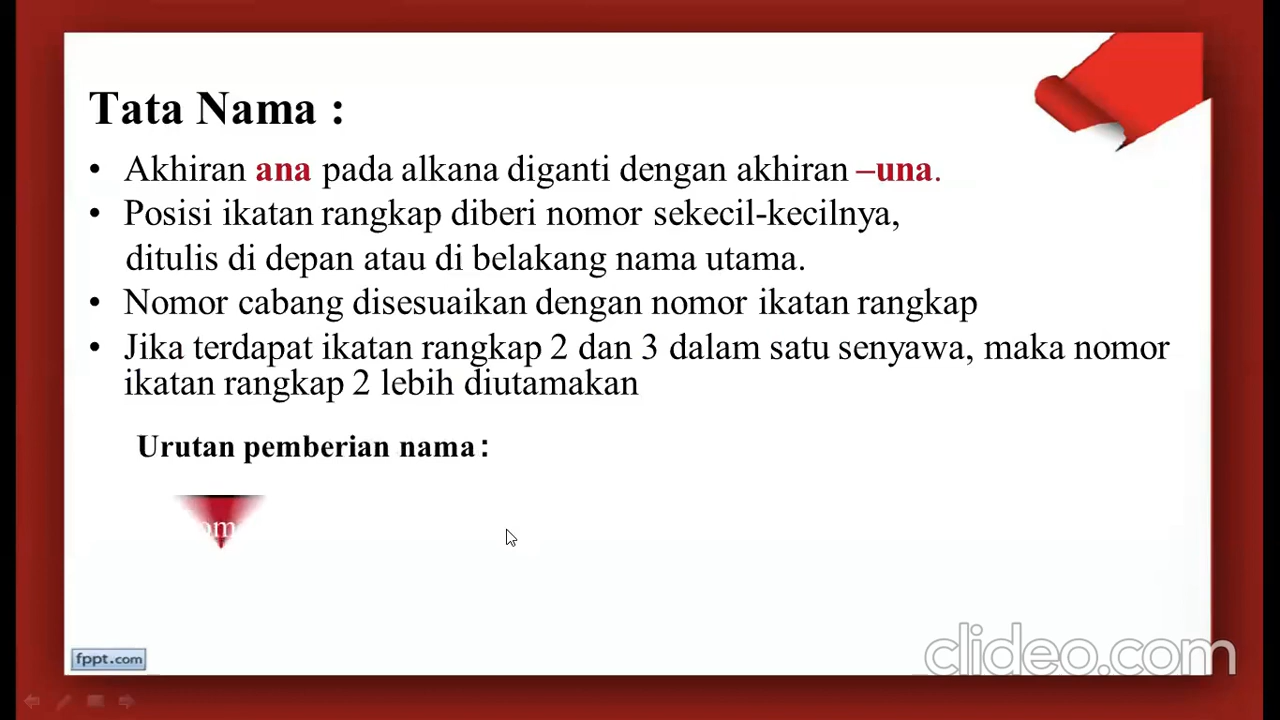 Tata Nama :
• Akhiran ana pada alkana diganti dengan akhiran –una.
• Posisi ikatan rangkap diberi nomor sekecil-kecilnya,
ditulis di depan atau di belakang nama utama.
• Nomor cabang disesuaikan dengan nomor ikatan rangkap
• Jika terdapat ikatan rangkap 2 dan 3 dalam satu senyawa, maka nomor
ikatan rangkap 2 lebih diutamakan
Urutan pemberian nama :
fppt.com
clideo.com